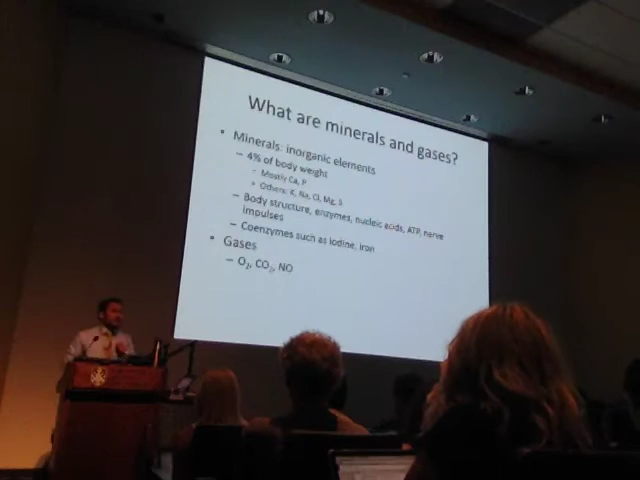 What are minerals and gases?
• Minerals: inorganic elements
– 4% of body weight
• Mostly Ca, P
• Others: K, Na, Cl, Mg, S
– Body structure, enzymes, nucleic acids, ATP, nerve
impulses
– Coenzymes such as iodine, iron
• Gases
– O₂, CO₂, NO